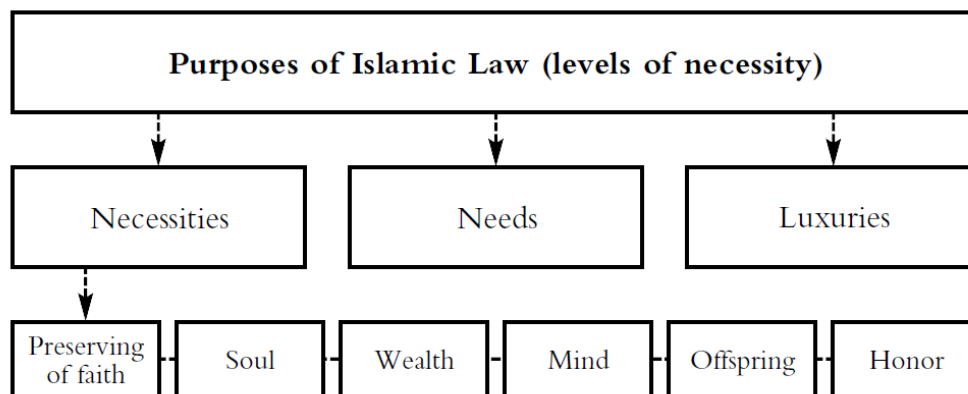 Purposes of Islamic Law (levels of necessity)
Necessities
Needs
Luxuries
Preserving
of faith
Soul
Wealth
Mind
Offspring
Honor